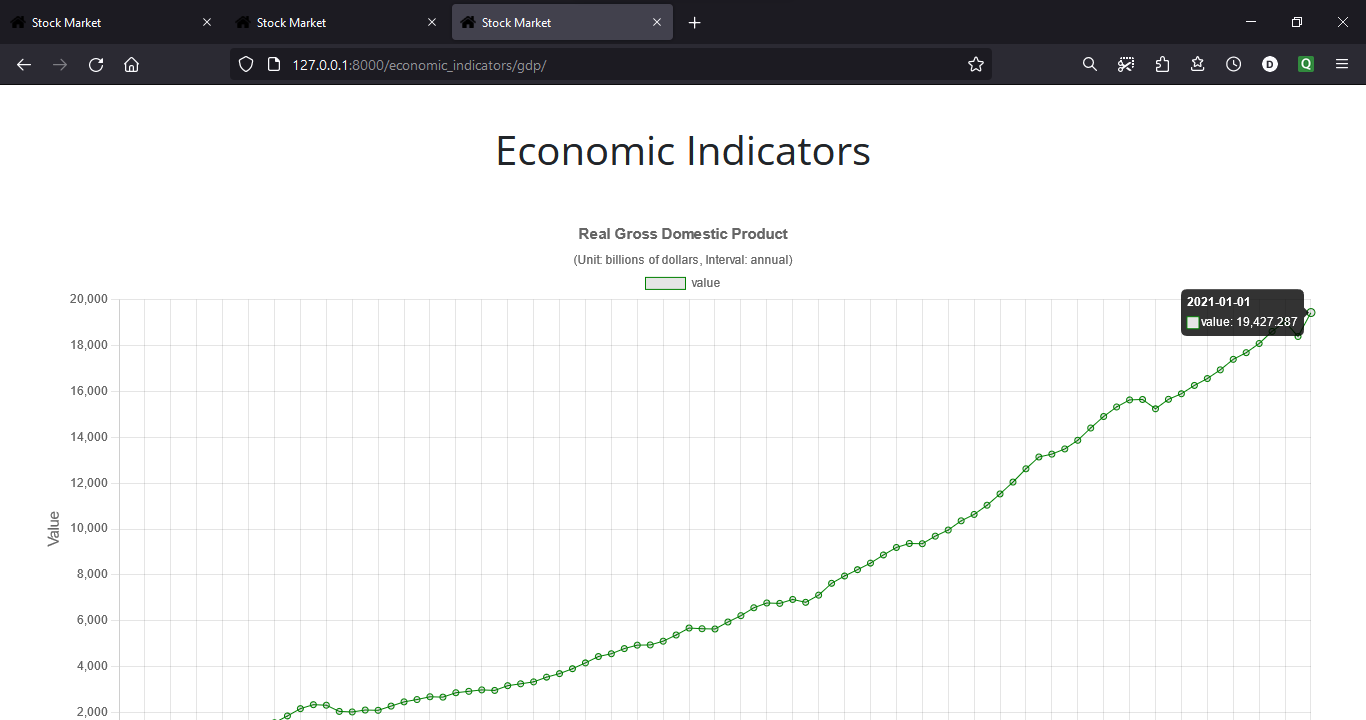 Stock Market
Stock Market
Stock Market
127.0.0.1:8000/economic_indicators/gdp/
D
Q
Economic Indicators
Real Gross Domestic Product
(Unit: billions of dollars, Interval: annual)
value
20,000
2021-01-01
value: 19,427.287
18,000
16,000
14,000
12,000
10,000
Value
8,000
6,000
4,000
2,000